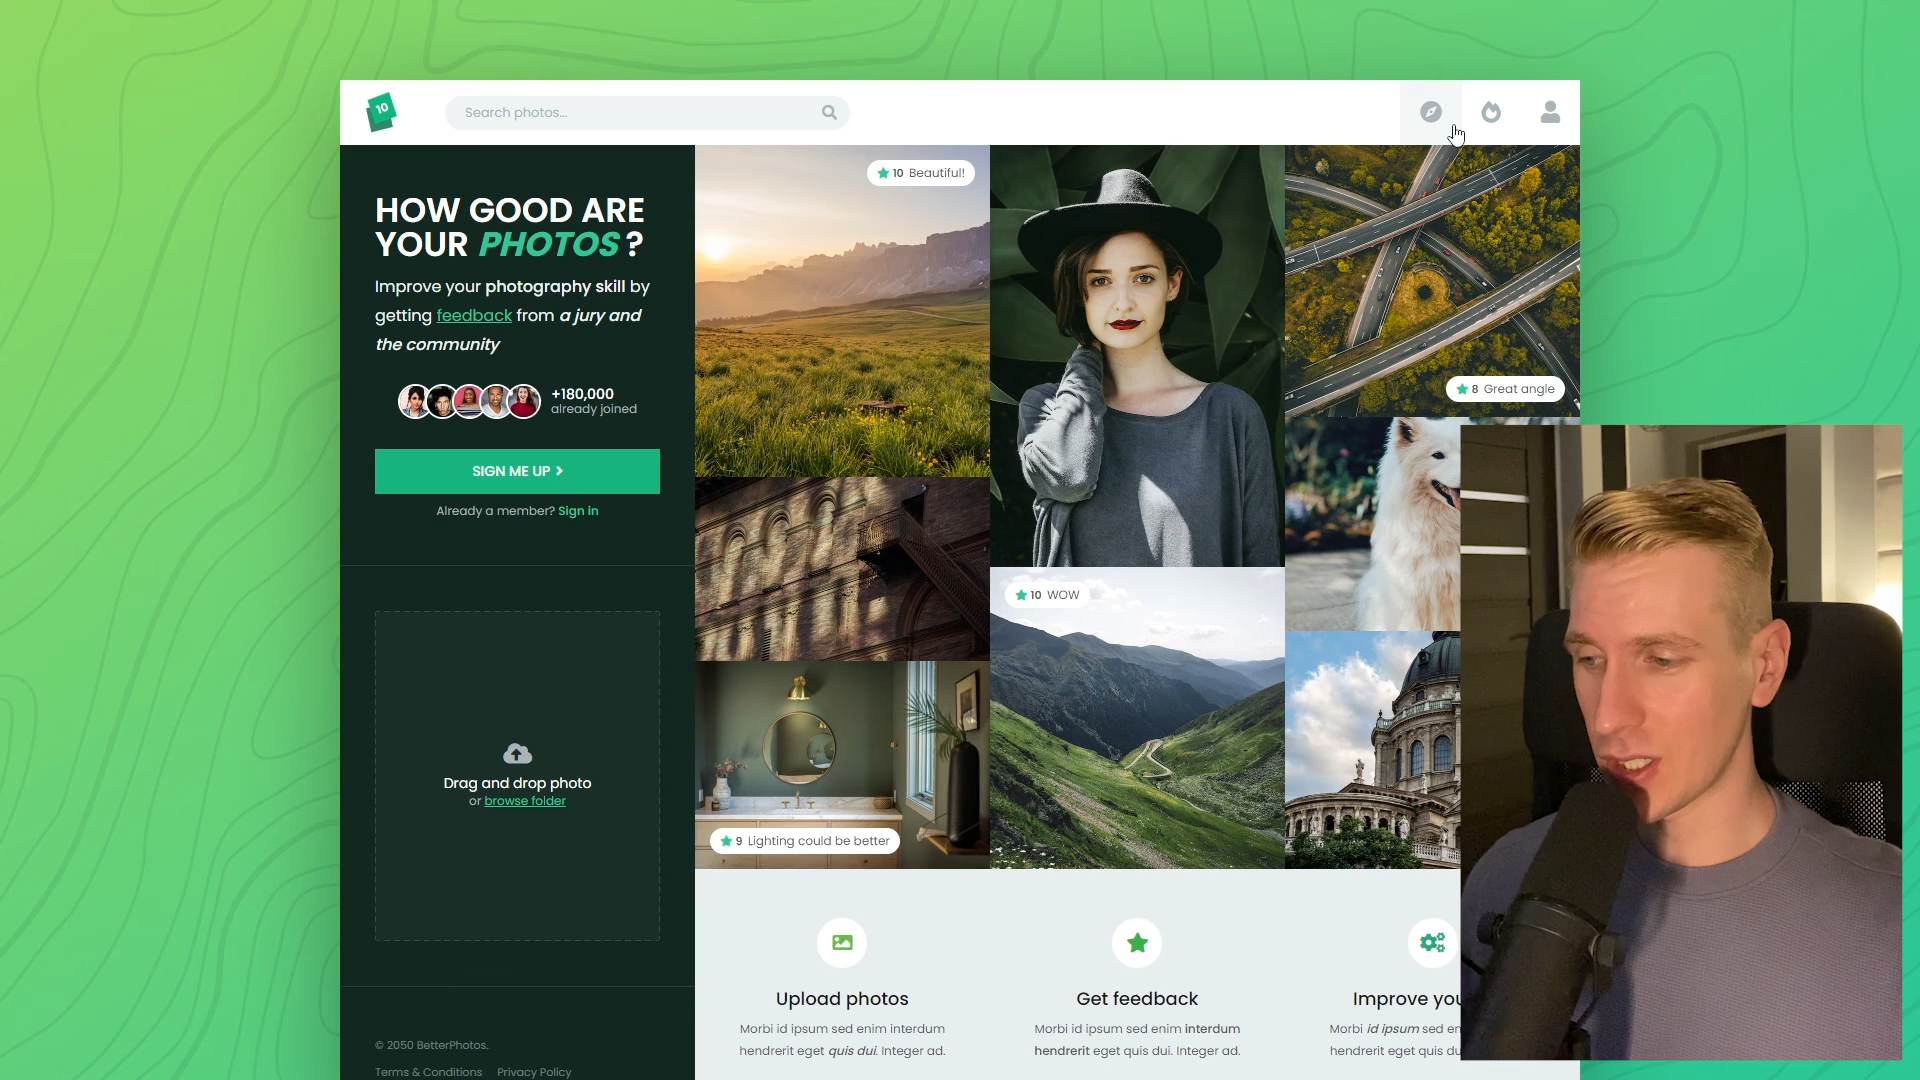 10
Search photos...
HOW GOOD ARE
YOUR PHOTOS ?
Improve your photography skill by
getting feedback from a jury and
the community
+180,000
already joined
SIGN ME UP
Already a member? Sign in
Drag and drop photo
or browse folder
© 2050 BetterPhotos.
Terms & Conditions Privacy Policy
10 Beautiful!
8 Great angle
10 WOW
9 Lighting could be better
Upload photos
Morbi id ipsum sed enim interdum
hendrerit eget quis dui. Integer ad.
Get feedback
Morbi id ipsum sed enim interdum
hendrerit eget quis dui. Integer ad.
Improve
Morbi id ipsum sed
hendrerit eget quis